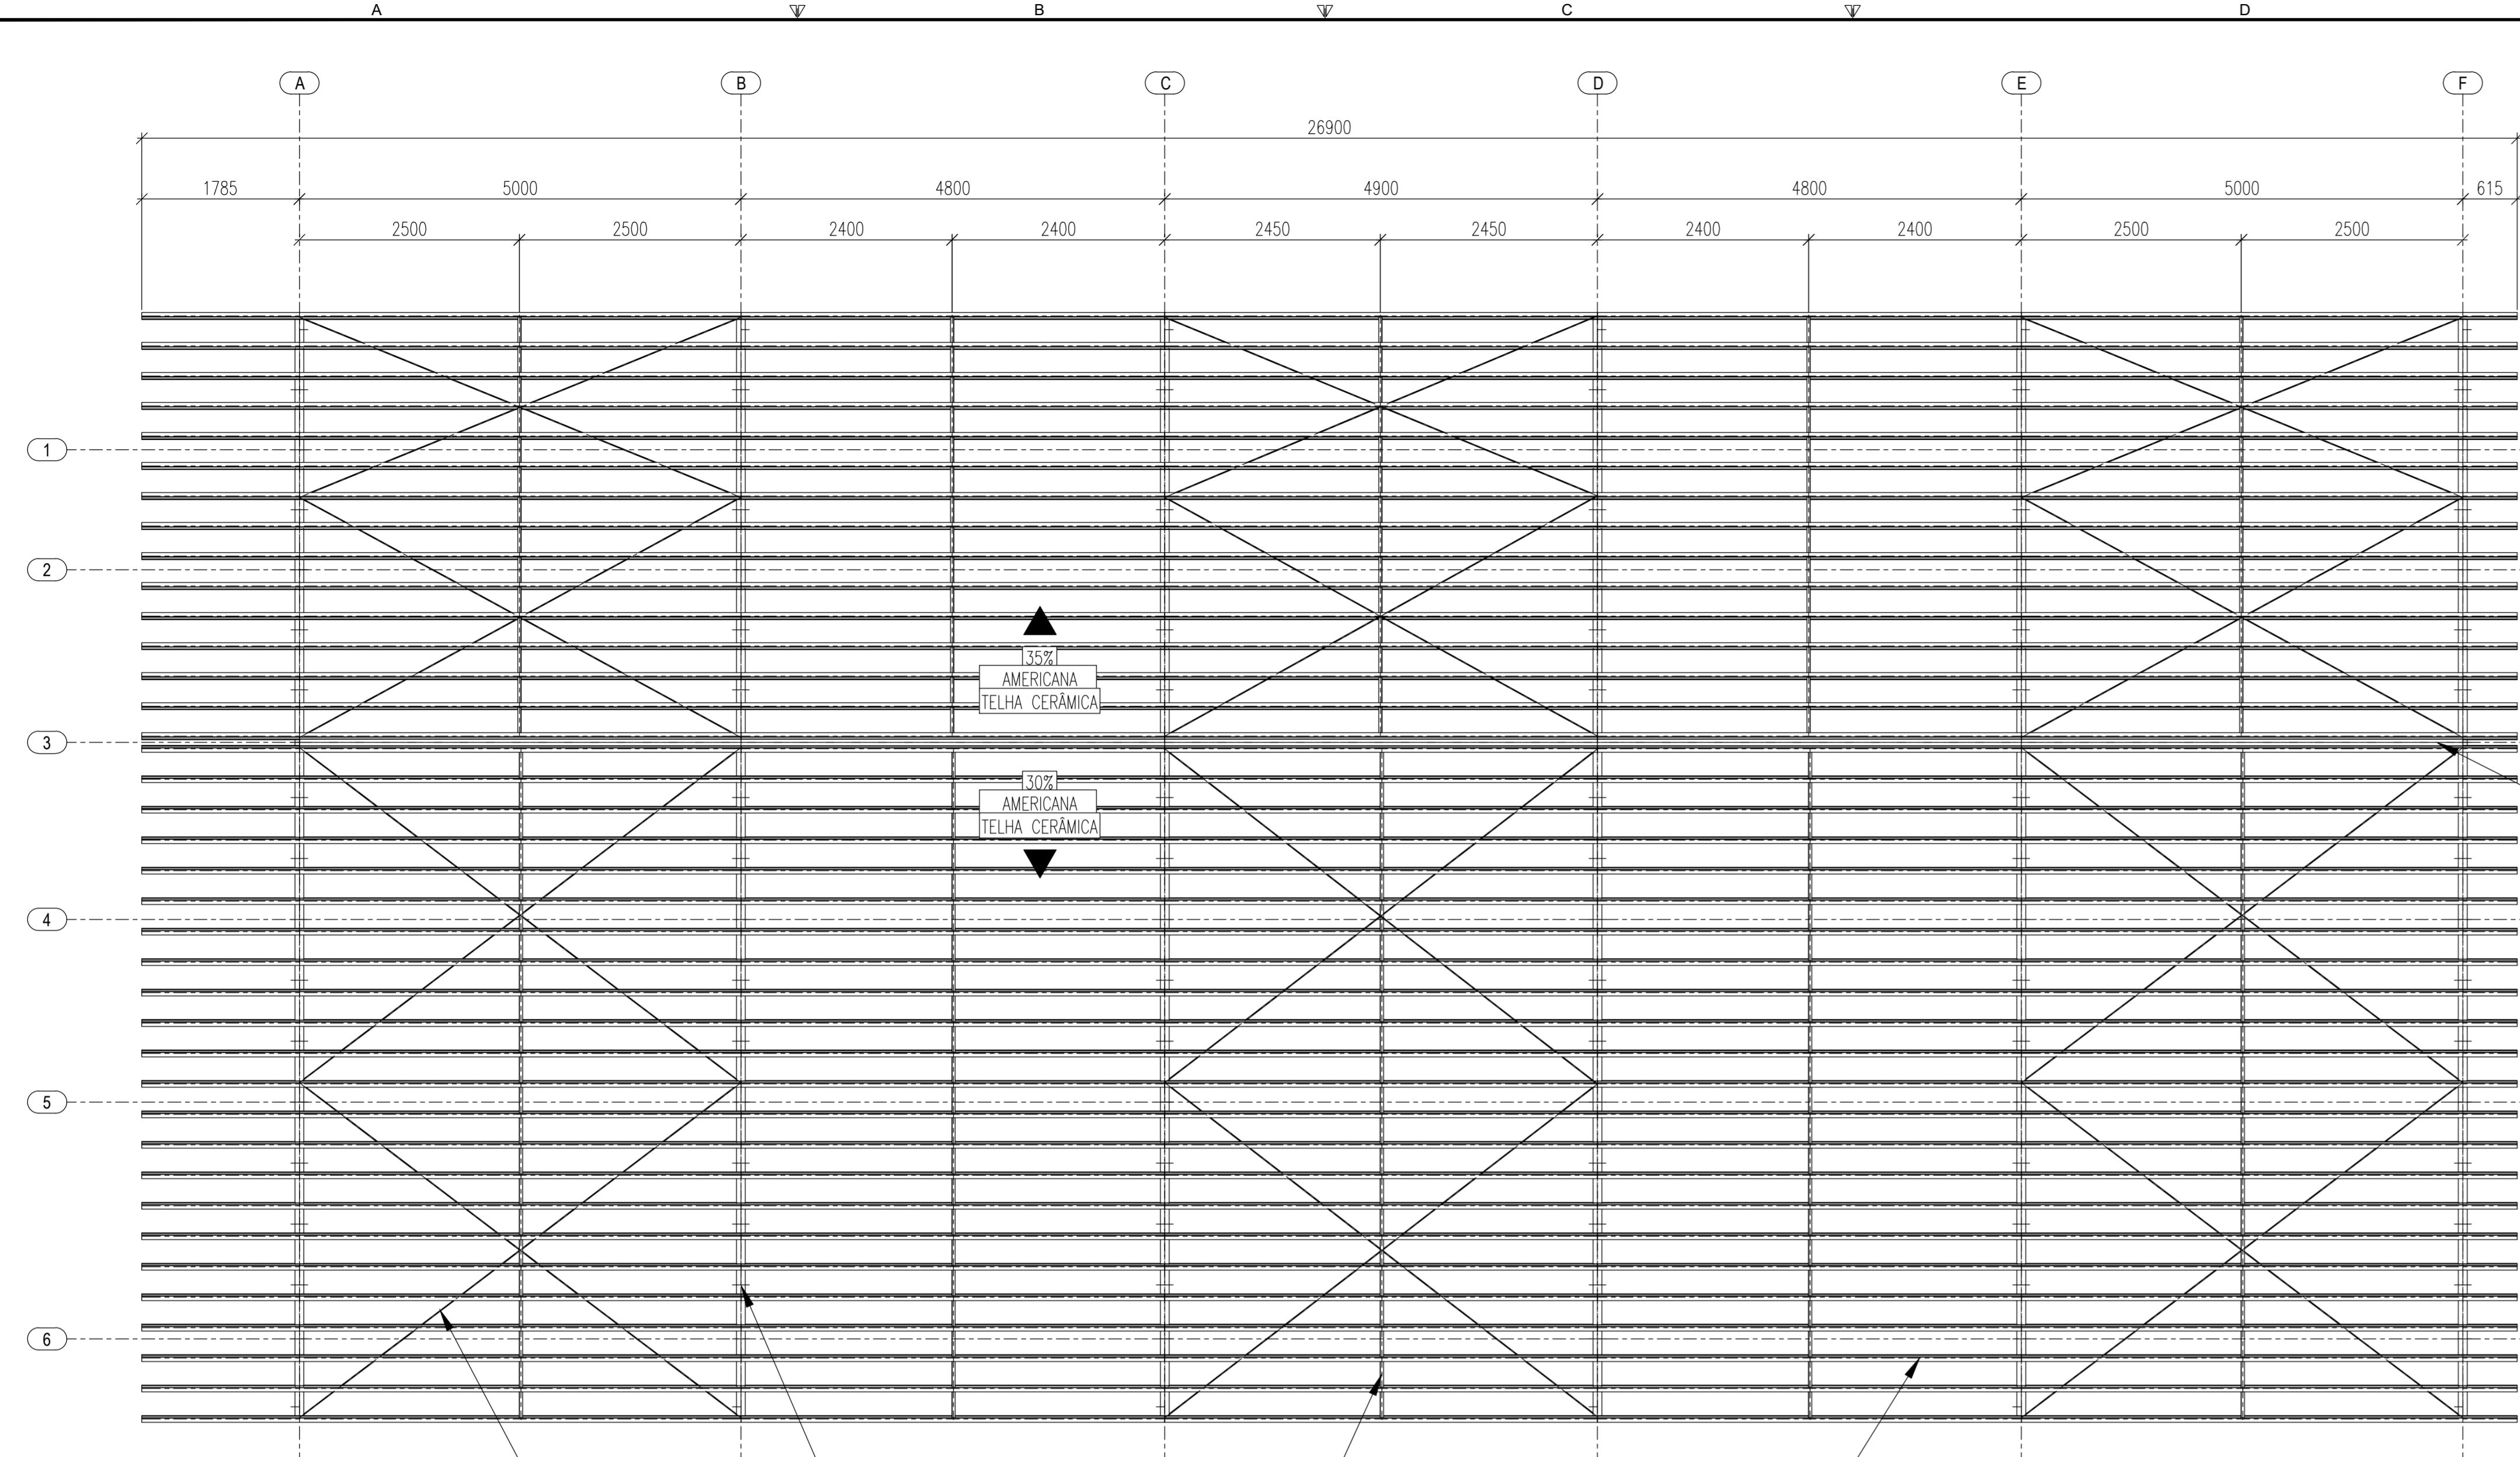 A B C D
A B C D E F
26900
1785 5000 4800 4900 4800 5000 615
2500 2500 2400 2400 2450 2450 2400 2400 2500 2500
1
2
35%
AMERICANA
TELHA CERÂMICA
3
30%
AMERICANA
TELHA CERÂMICA
4
5
6